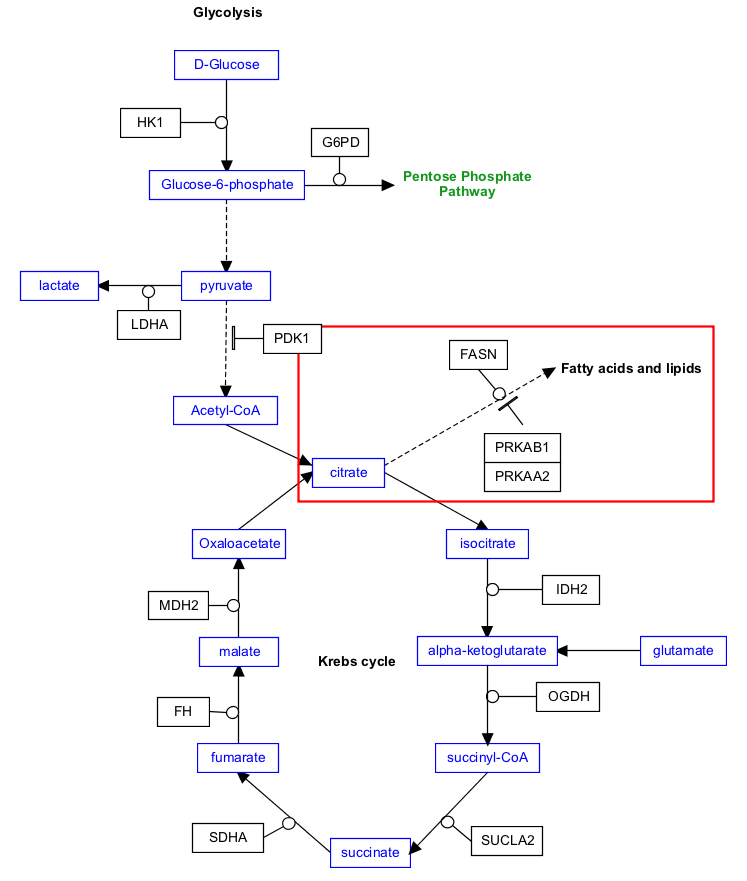 Glycolysis
D-Glucose
HK1
G6PD
Glucose-6-phosphate
Pentose Phosphate
Pathway
lactate
pyruvate
LDHA
PDK1
FASN
Fatty acids and lipids
Acetyl-CoA
PRKAB1
citrate
PRKAA2
Oxaloacetate
isocitrate
MDH2
IDH2
malate
Krebs cycle
alpha-ketoglutarate
glutamate
FH
OGDH
fumarate
succinyl-CoA
SDHA
SUCLA2
succinate